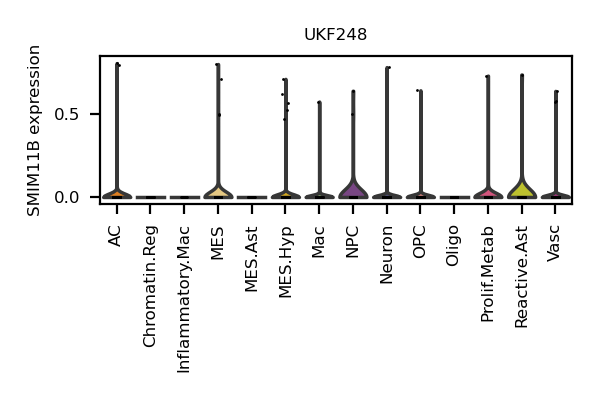 UKF248
SMIM11B expression
0.5
0.0
AC
Chromatin.Reg
Inflammatory.Mac
MES
MES.Ast
MES.Hyp
Mac
NPC
Neuron
OPC
Oligo
Prolif.Metab
Reactive.Ast
Vasc